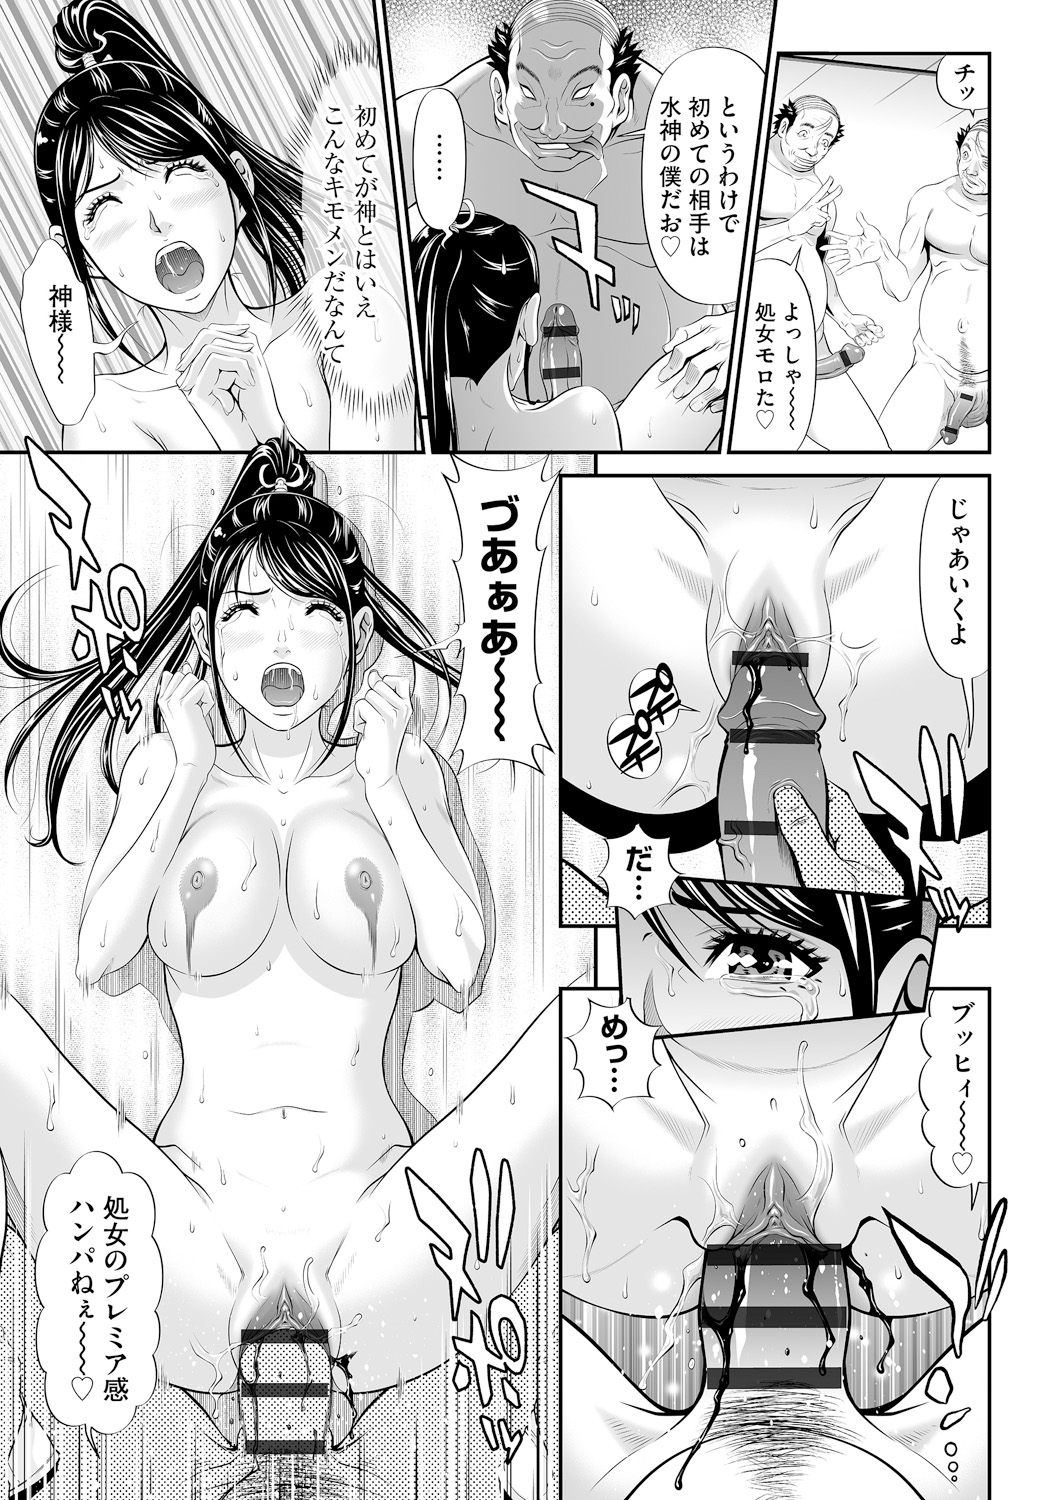 チッ
よっしゃ〜〜
処女モロた♡
というわけで
初めての相手は
水神の僕だお♡
……
初めてが神とはいえ
こんなキモメンだなんて
神様〜〜〜
じゃあいくよ
だ…
めっ…
ブッヒィ〜〜〜♡
づあぁあ〜〜〜
処女のプレミア感
ハンパねぇ〜〜〜♡